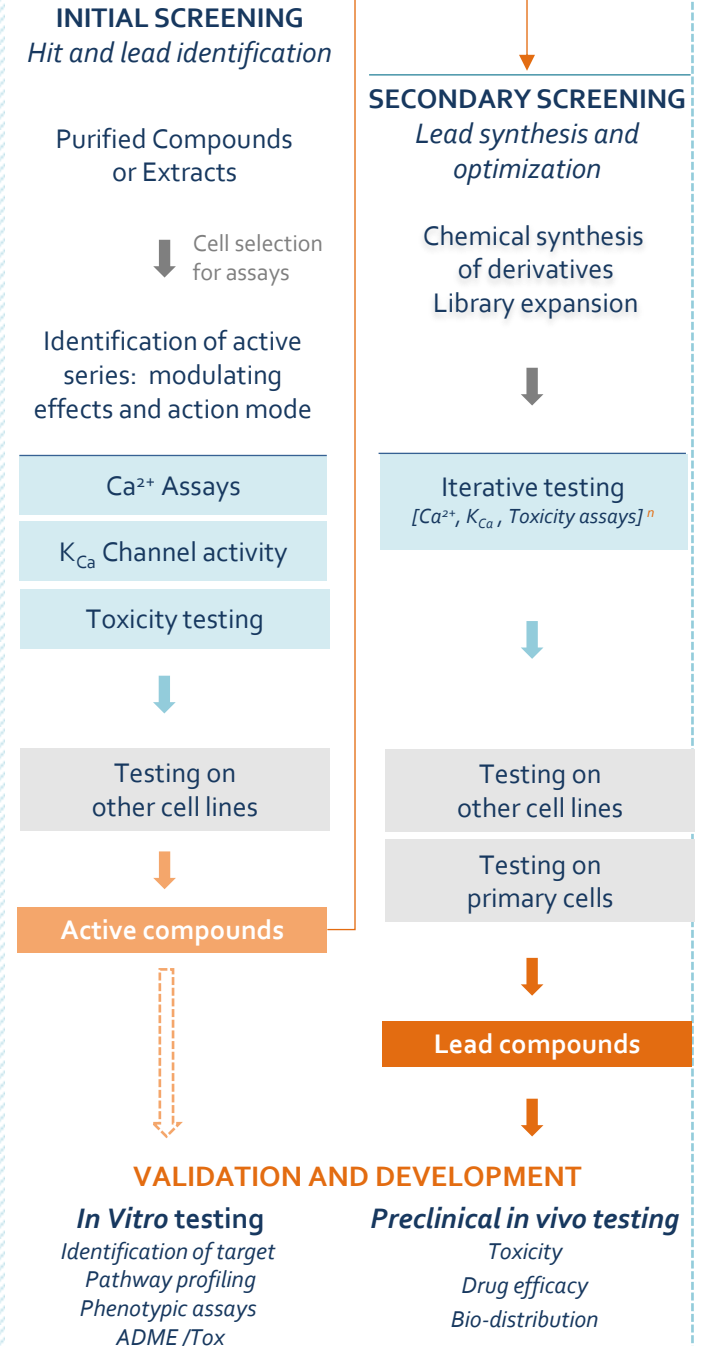 INITIAL SCREENING
Hit and lead identification
Purified Compounds
or Extracts
Cell selection
for assays
Identification of active
series: modulating
effects and action mode
Ca²⁺ Assays
K_Ca Channel activity
Toxicity testing
Testing on
other cell lines
Active compounds
SECONDARY SCREENING
Lead synthesis and
optimization
Chemical synthesis
of derivatives
Library expansion
Iterative testing
[Ca²⁺, K_Ca , Toxicity assays] ⁿ
Testing on
other cell lines
Testing on
primary cells
Lead compounds
VALIDATION AND DEVELOPMENT
In Vitro testing
Identification of target
Pathway profiling
Phenotypic assays
ADME /Tox
Preclinical in vivo testing
Toxicity
Drug efficacy
Bio-distribution